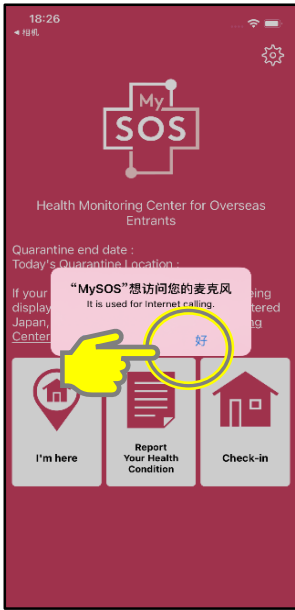 18:26
◀ 相机
My
SOS
Health Monitoring Center for Overseas
Entrants
Quarantine end date :
Today's Quarantine Location :
If your
eing
“MySOS”想访问您的麦克风
It is used for Internet calling.
displa
tered
Japan,
ng
Center
好
I'm here
Report
Your Health
Condition
Check-in